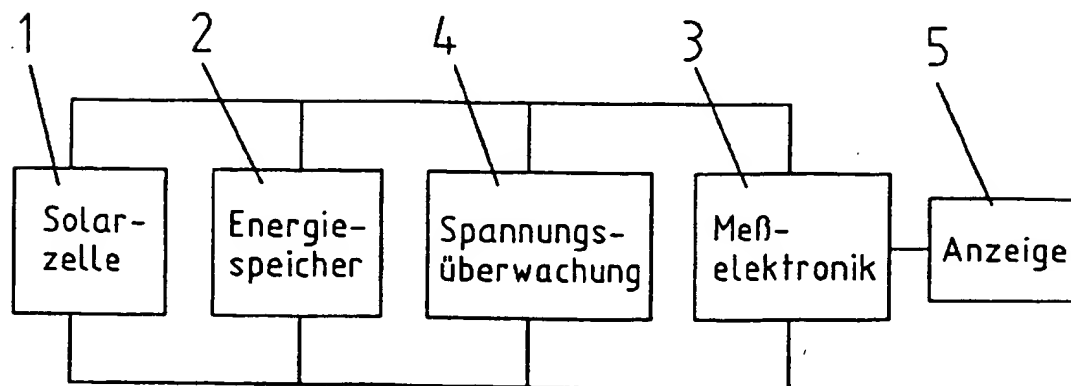 1
2
4
3
5
Solar-
zelle
Energie-
speicher
Spannungs-
überwachung
Meß-
elektronik
Anzeige